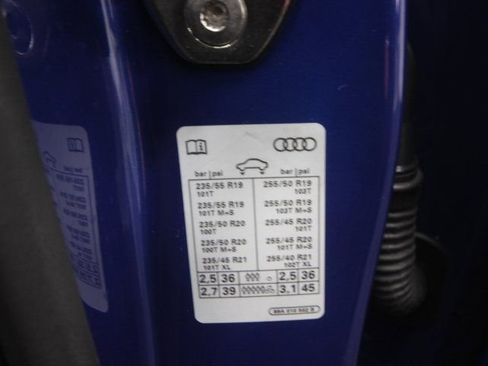 bar | psi bar | psi
235/55 R19 255/50 R19
101T 103T
235/55 R19 255/50 R19
101T M+S 103T M+S
235/50 R20 255/45 R20
100T 101T
235/50 R20 255/45 R20
100T M+S 101T M+S
235/45 R21 255/40 R21
101T XL 102T XL
2,5 36 2,5 36
2,7 39 3,1 45